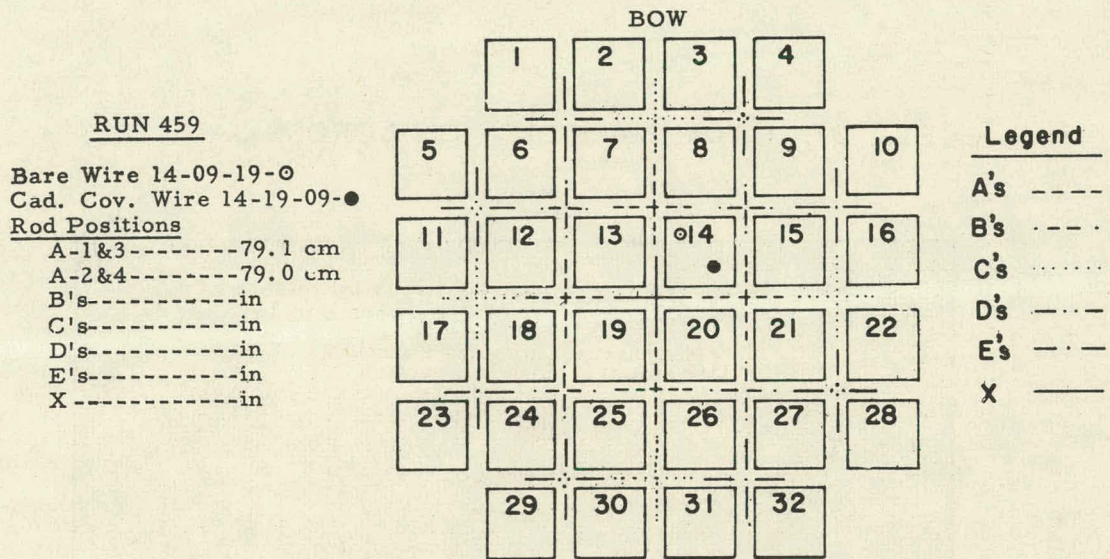 BOW
1 2 3 4
RUN 459
Bare Wire 14-09-19-⊙
Cad. Cov. Wire 14-19-09-●
Rod Positions
A-1&3-------79.1 cm
A-2&4-------79.0 cm
B's-----------in
C's-----------in
D's-----------in
E's-----------in
X -----------in
5 6 7 8 9 10
11 12 13 ⊙14 15 16
17 18 19 20 21 22
23 24 25 26 27 28
29 30 31 32
Legend
A's
B's
C's
D's
E's
X